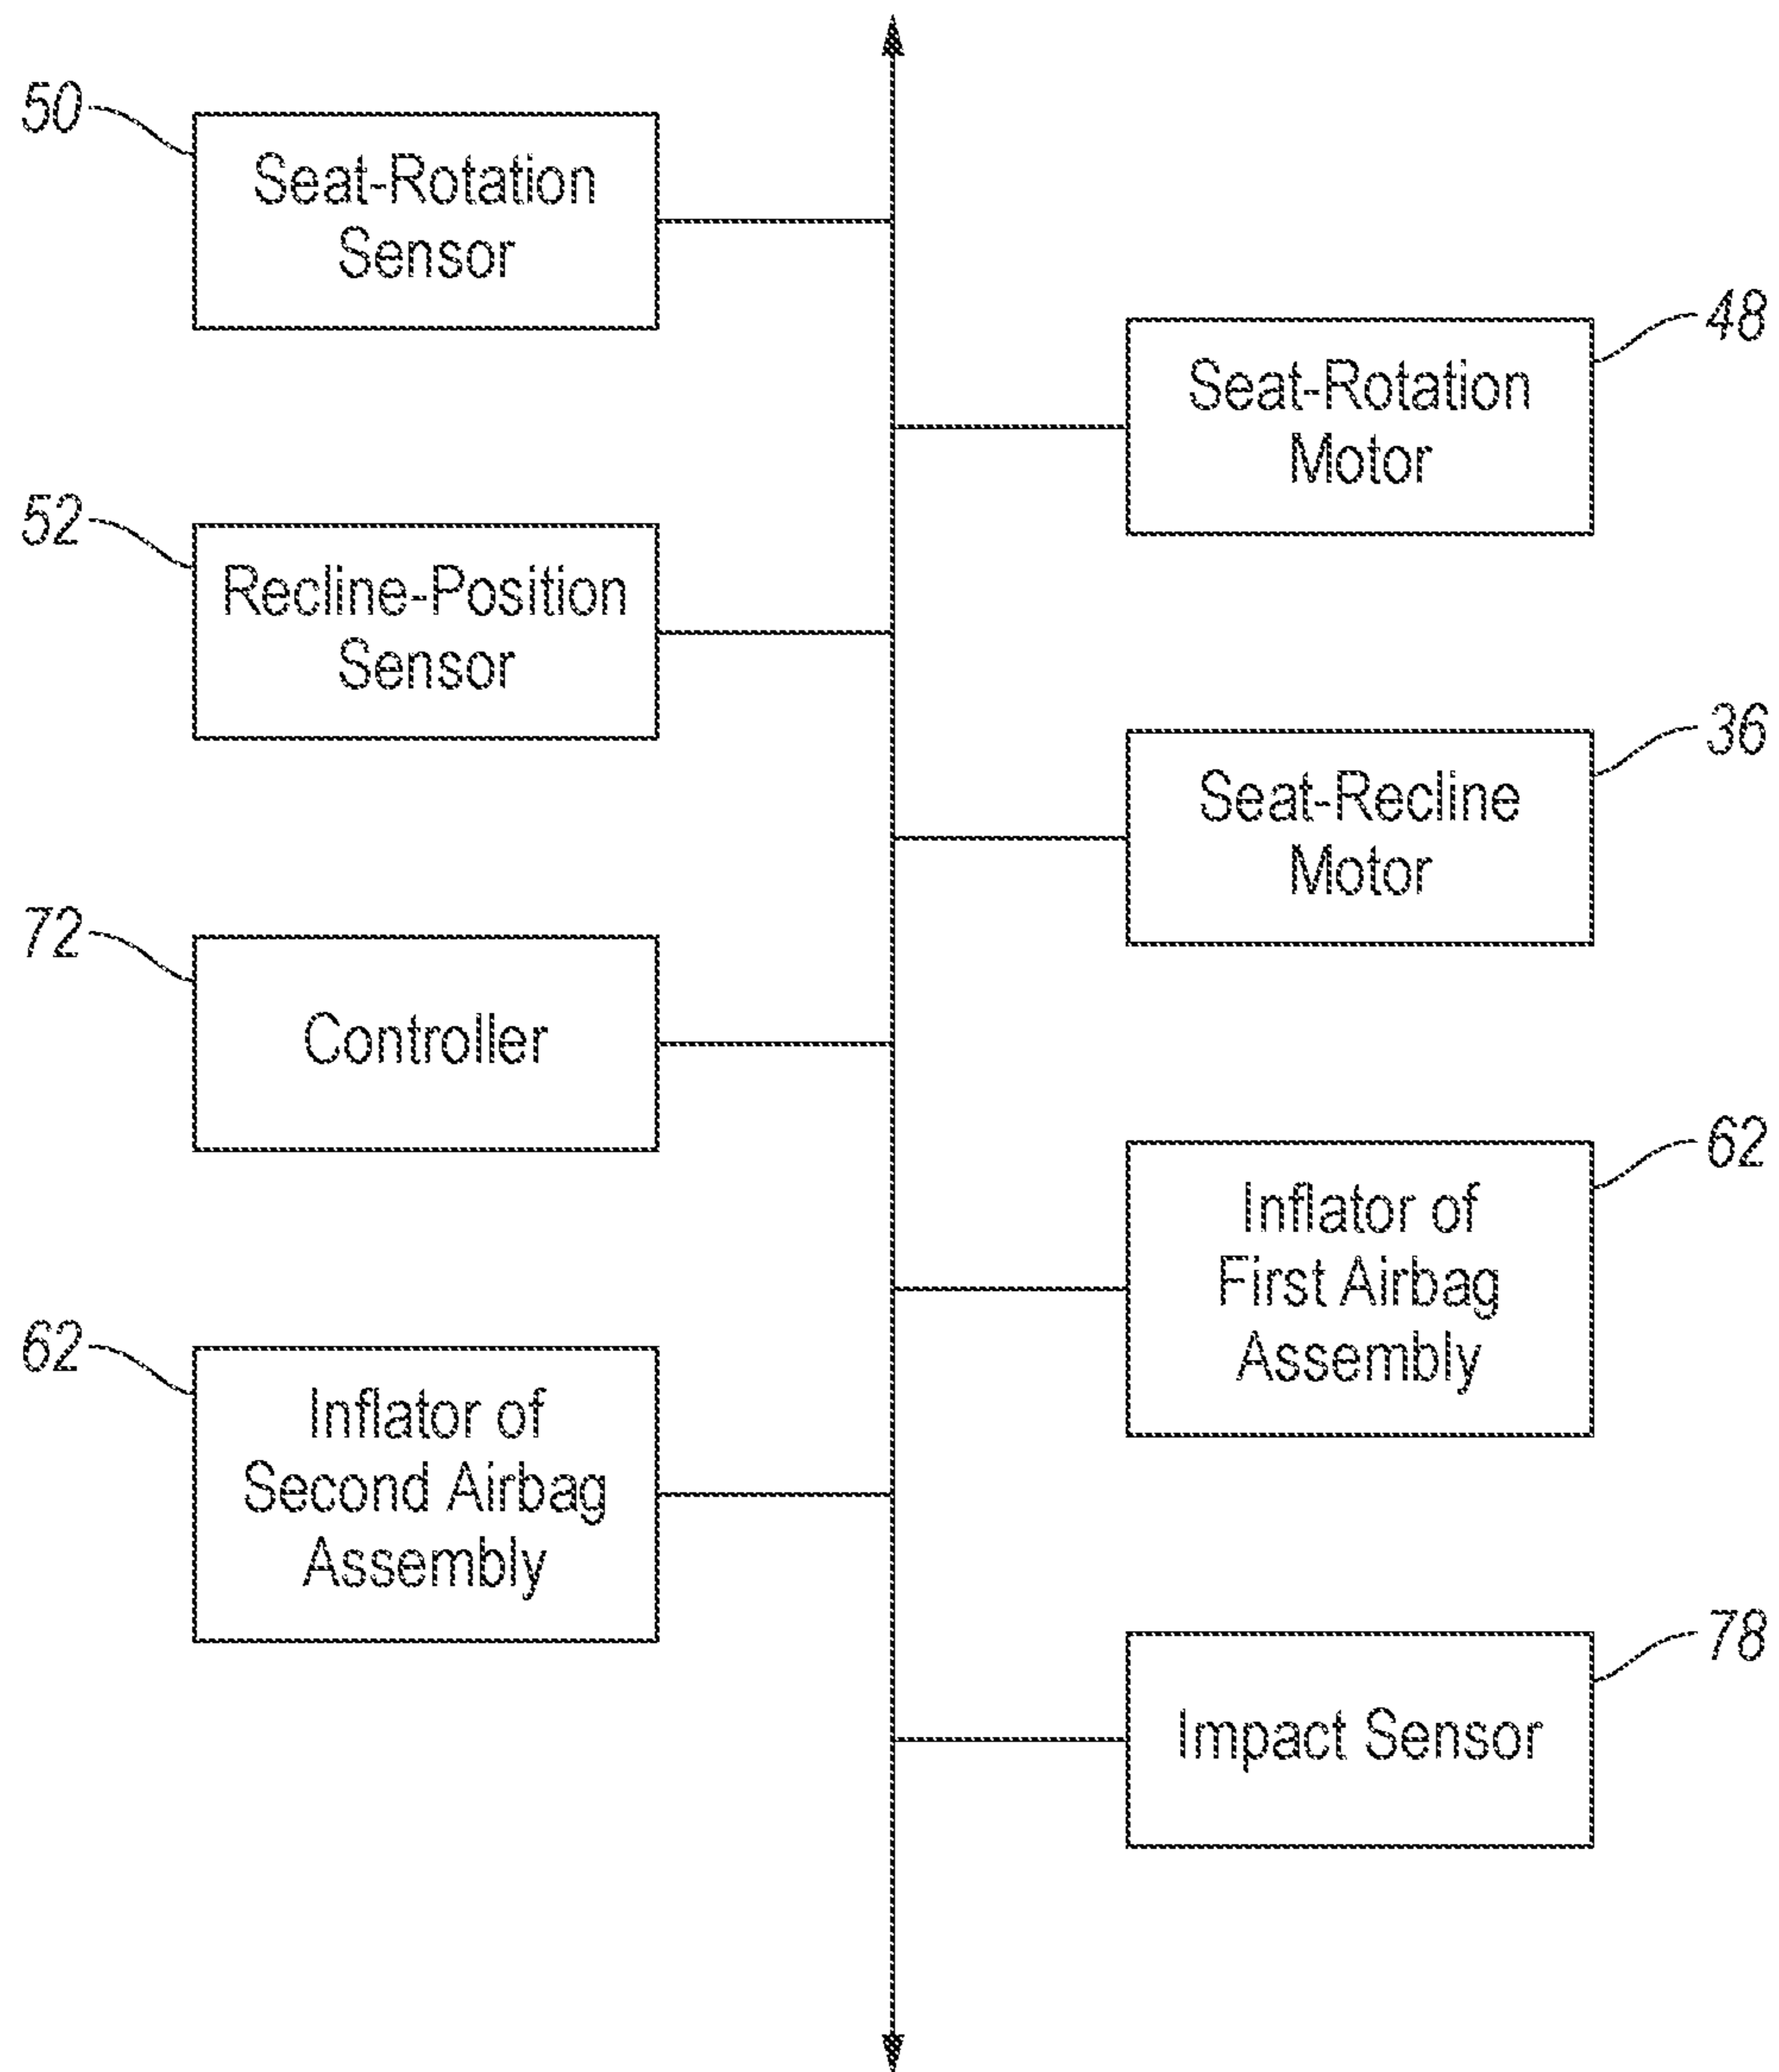 50
Seat-Rotation
Sensor
48
Seat-Rotation
Motor
52
Recline-Position
Sensor
36
Seat-Recline
Motor
72
Controller
62
Inflator of
First Airbag
Assembly
62
Inflator of
Second Airbag
Assembly
78
Impact Sensor